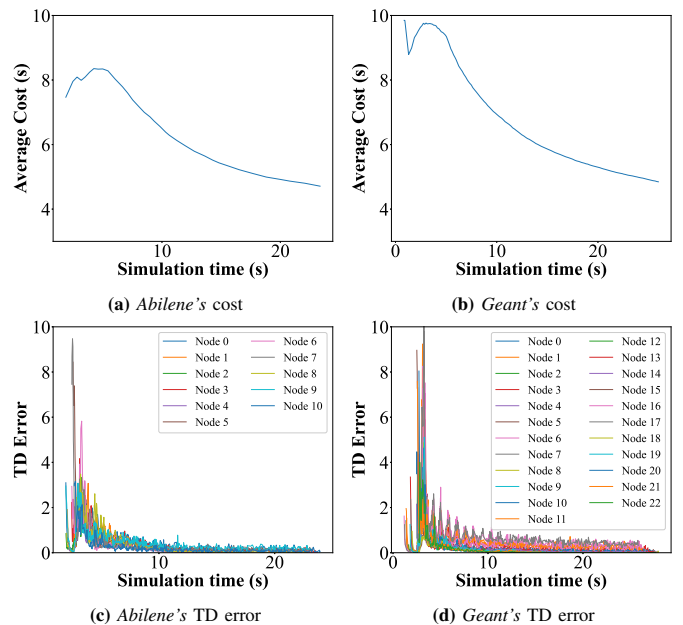 10
8
6
4
Average Cost (s)
10
20
Simulation time (s)
(a) Abilene's cost
10
8
6
4
Average Cost (s)
0
10
20
Simulation time (s)
(b) Geant's cost
10
8
6
4
2
0
TD Error
Node 0
Node 1
Node 2
Node 3
Node 4
Node 5
Node 6
Node 7
Node 8
Node 9
Node 10
10
20
Simulation time (s)
(c) Abilene's TD error
10
8
6
4
2
0
TD Error
Node 0
Node 1
Node 2
Node 3
Node 4
Node 5
Node 6
Node 7
Node 8
Node 9
Node 10
Node 11
Node 12
Node 13
Node 14
Node 15
Node 16
Node 17
Node 18
Node 19
Node 20
Node 21
Node 22
0
10
20
Simulation time (s)
(d) Geant's TD error